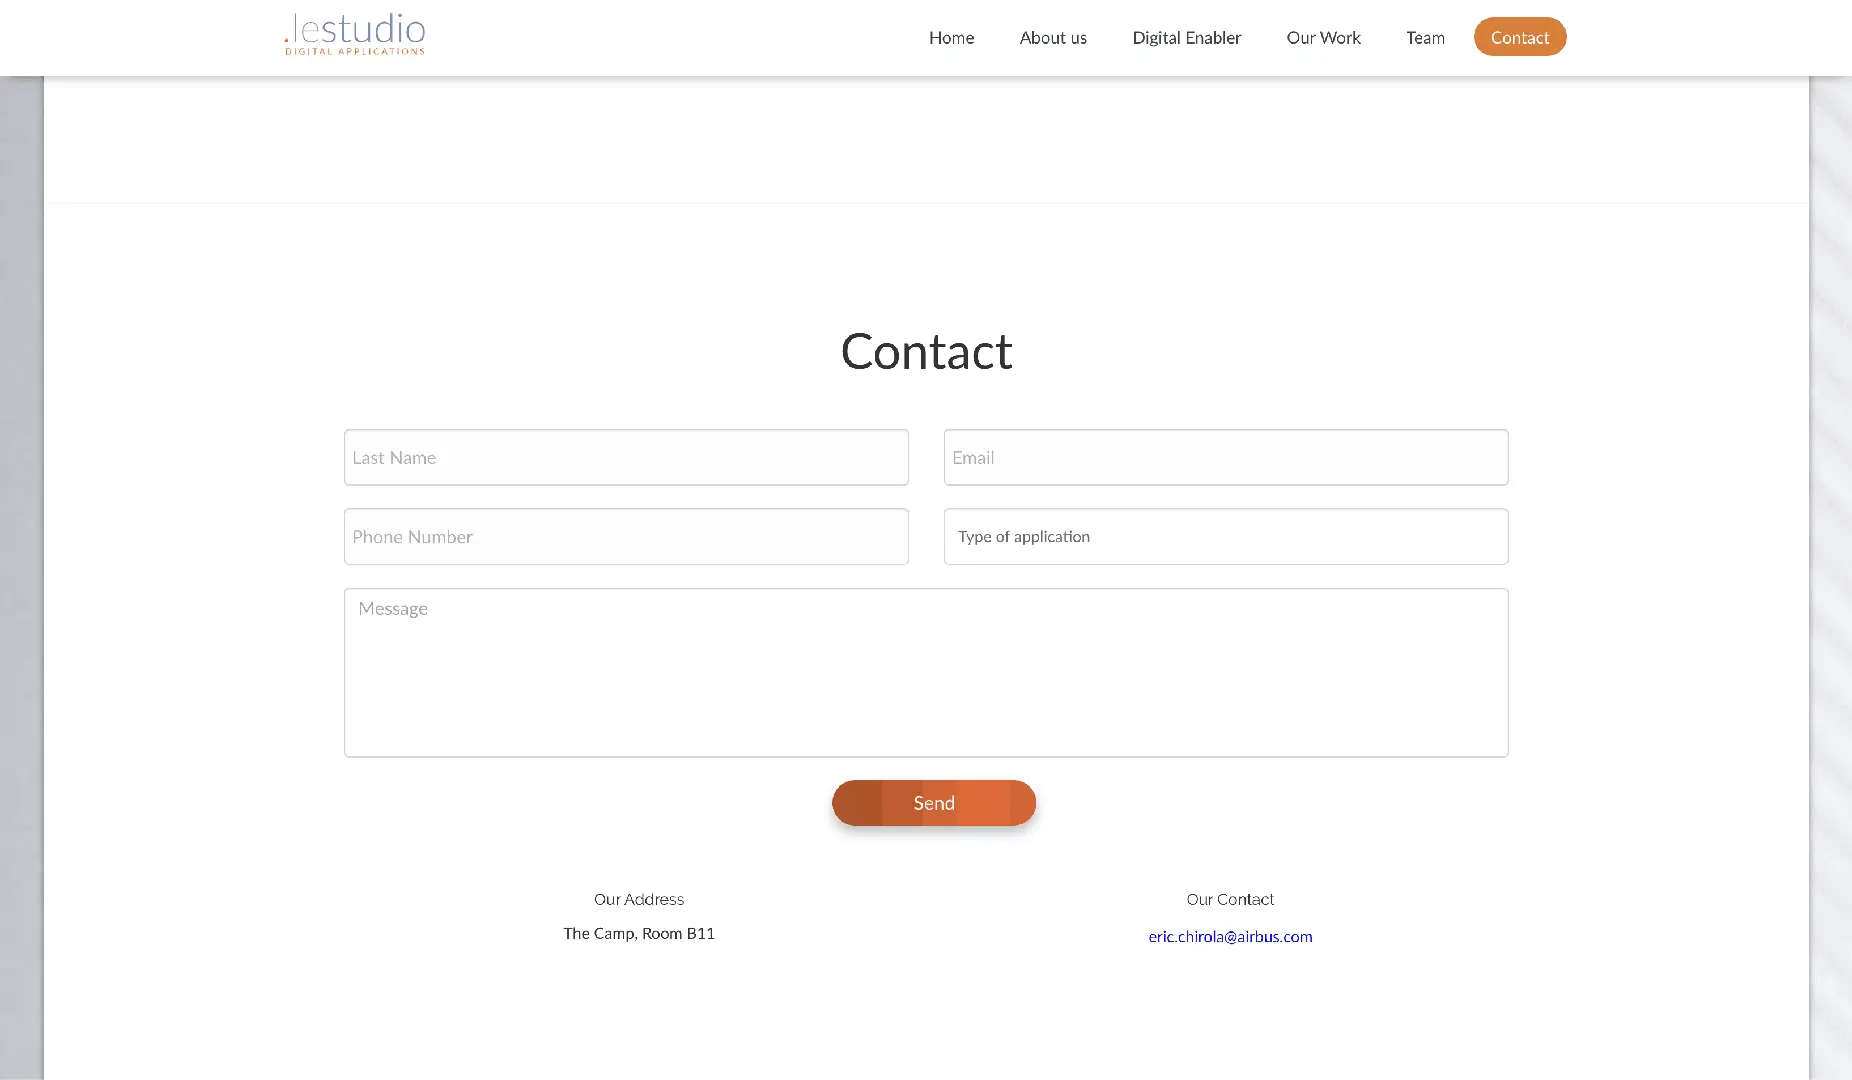 .lestudio
DIGITAL APPLICATIONS
Home About us Digital Enabler Our Work Team Contact
Contact
Last Name Email
Phone Number Type of application
Message
Send
Our Address Our Contact
The Camp, Room B11 eric.chirola@airbus.com